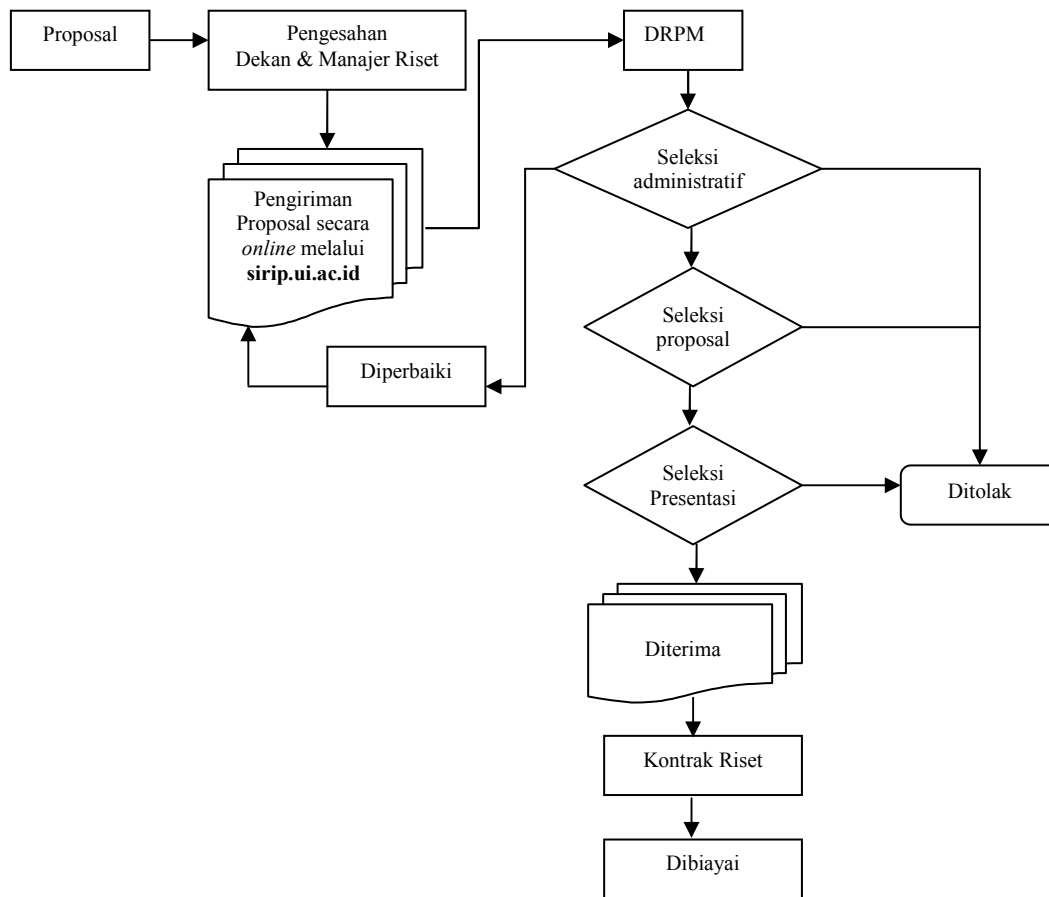 Proposal
Pengesahan
Dekan & Manajer Riset
DRPM
Seleksi
administratif
Pengiriman
Proposal secara
online melalui
sirip.ui.ac.id
Seleksi
proposal
Diperbaiki
Seleksi
Presentasi
Ditolak
Diterima
Kontrak Riset
Dibiayai